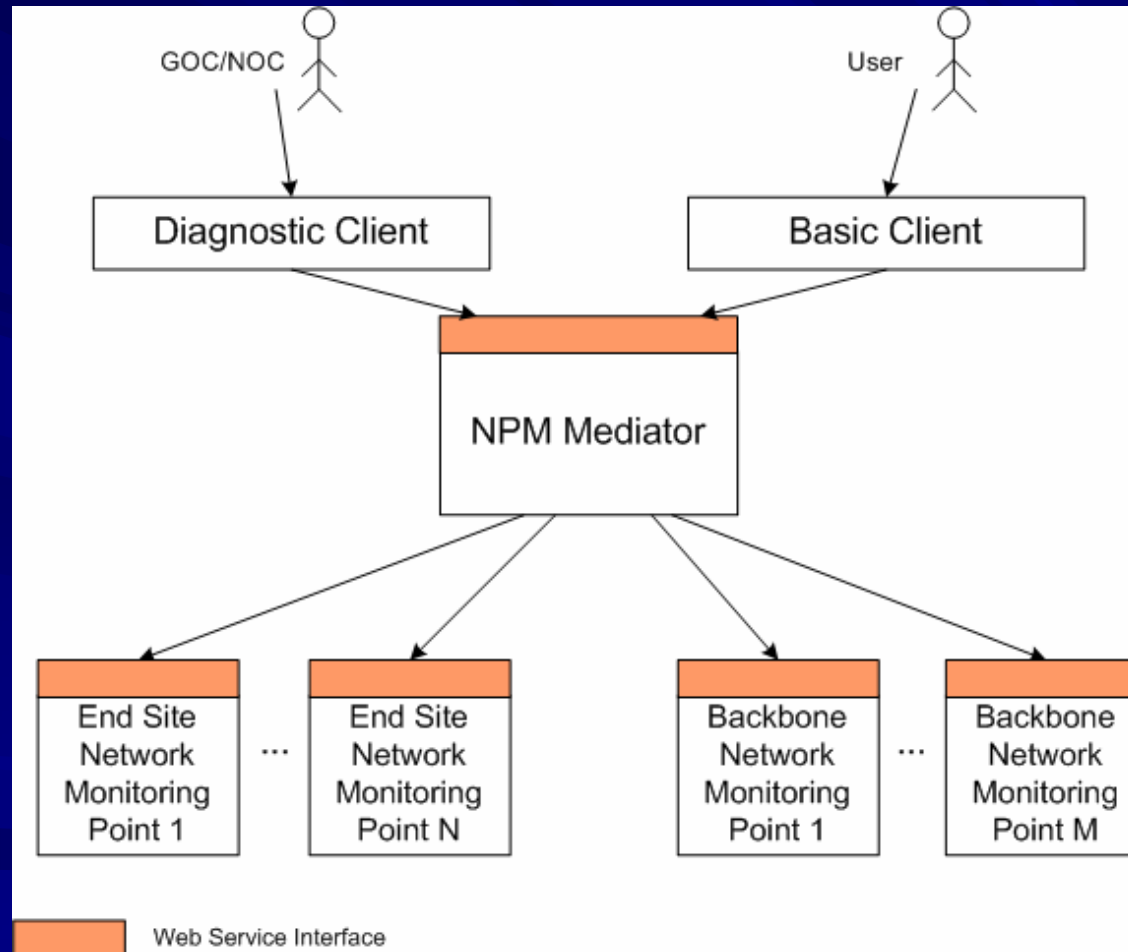 GOC/NOC
User
Diagnostic Client
Basic Client
NPM Mediator
End Site
Network
Monitoring
Point 1
...
End Site
Network
Monitoring
Point N
Backbone
Network
Monitoring
Point 1
...
Backbone
Network
Monitoring
Point M
Web Service Interface